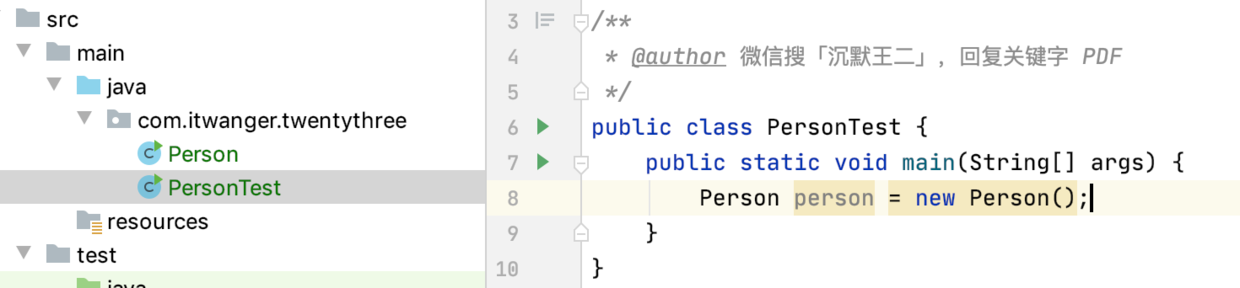 src
main
java
com.itwanger.twentythree
Person
PersonTest
resources
test
java
3 /**
4 * @author 微信搜「沉默王二」，回复关键字 PDF
5 */
6 public class PersonTest {
7 public static void main(String[] args) {
8 Person person = new Person();
9 }
10 }